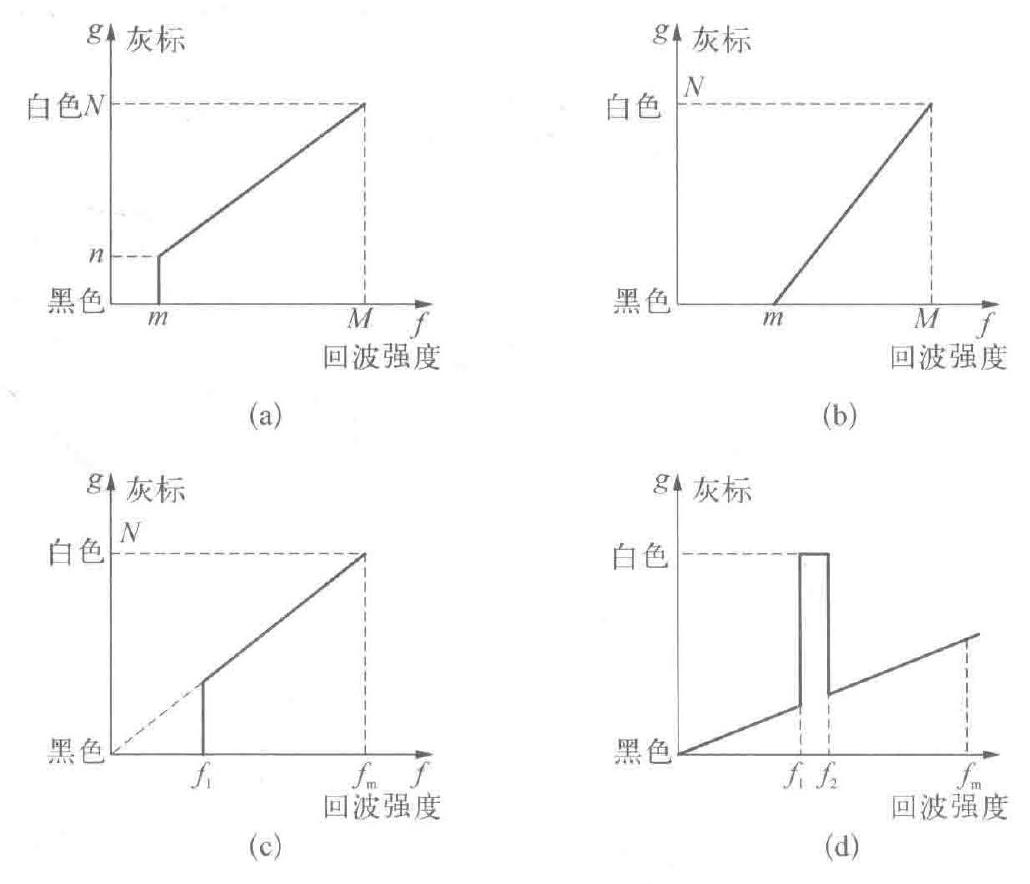 g 灰标
白色N
n
黑色
m M f
回波强度
(a)
g 灰标
N
白色
黑色
m M f
回波强度
(b)
g 灰标
N
白色
黑色
f₁ fₘ f
回波强度
(c)
g 灰标
白色
黑色
f₁ f₂ fₘ
回波强度
(d)